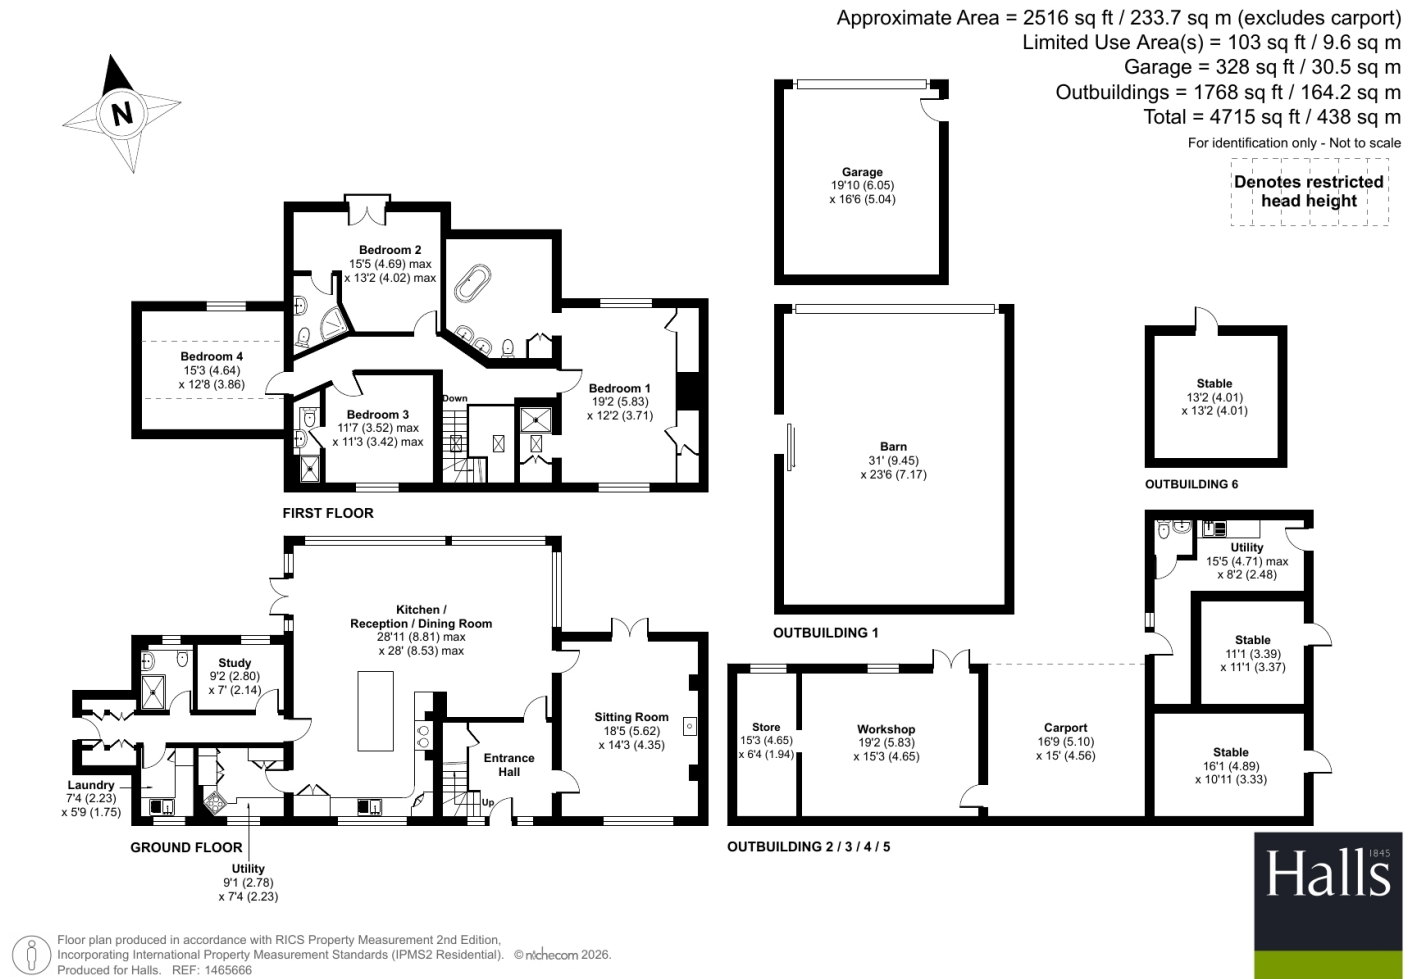 Approximate Area = 2516 sq ft / 233.7 sq m (excludes carport)
Limited Use Area(s) = 103 sq ft / 9.6 sq m
Garage = 328 sq ft / 30.5 sq m
Outbuildings = 1768 sq ft / 164.2 sq m
Total = 4715 sq ft / 438 sq m
For identification only - Not to scale
Denotes restricted
head height
N
Garage
19'10 (6.05)
x 16'6 (5.04)
Bedroom 2
15'5 (4.69) max
x 13'2 (4.02) max
Bedroom 4
15'3 (4.64)
x 12'8 (3.86)
Bedroom 3
11'7 (3.52) max
x 11'3 (3.42) max
Down
Bedroom 1
19'2 (5.83)
x 12'2 (3.71)
FIRST FLOOR
Barn
31' (9.45)
x 23'6 (7.17)
OUTBUILDING 1
Stable
13'2 (4.01)
x 13'2 (4.01)
OUTBUILDING 6
Kitchen /
Reception / Dining Room
28'11 (8.81) max
x 28' (8.53) max
Study
9'2 (2.80)
x 7' (2.14)
Sitting Room
18'5 (5.62)
x 14'3 (4.35)
Entrance
Hall
Up
Laundry
7'4 (2.23)
x 5'9 (1.75)
GROUND FLOOR
Utility
9'1 (2.78)
x 7'4 (2.23)
Utility
15'5 (4.71) max
x 8'2 (2.48)
Stable
11'1 (3.39)
x 11'1 (3.37)
Store
15'3 (4.65)
x 6'4 (1.94)
Workshop
19'2 (5.83)
x 15'3 (4.65)
Carport
16'9 (5.10)
x 15' (4.56)
Stable
16'1 (4.89)
x 10'11 (3.33)
OUTBUILDING 2 / 3 / 4 / 5
1845
Halls
Floor plan produced in accordance with RICS Property Measurement 2nd Edition,
Incorporating International Property Measurement Standards (IPMS2 Residential). © nichecom 2026.
Produced for Halls. REF: 1465666